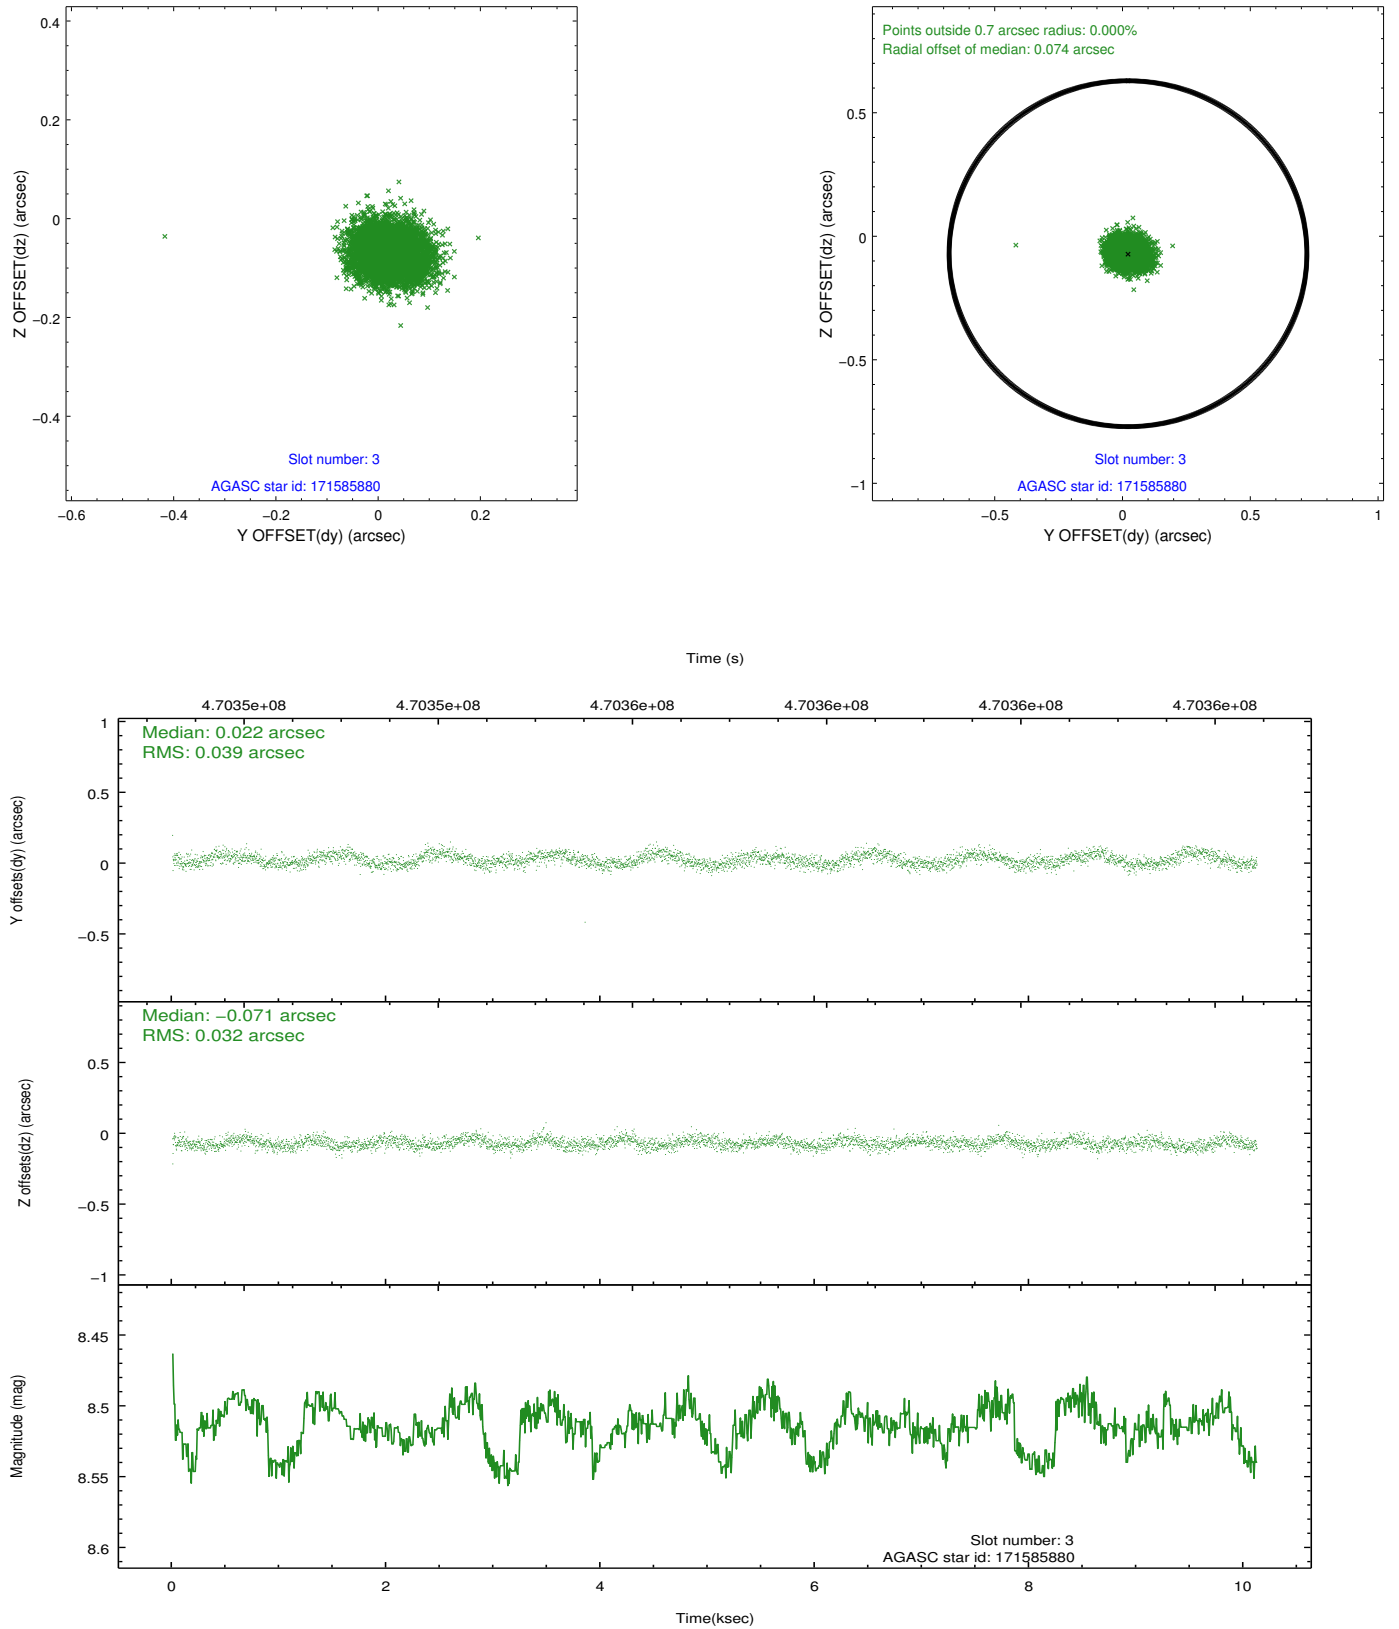 0.4
0.2
0
−0.2
−0.4
Z OFFSET(dz) (arcsec)
Slot number: 3
AGASC star id: 171585880
−0.6 −0.4 −0.2 0 0.2
Y OFFSET(dy) (arcsec)
Points outside 0.7 arcsec radius: 0.000%
Radial offset of median: 0.074 arcsec
0.5
0
−0.5
−1
Z OFFSET(dz) (arcsec)
Slot number: 3
AGASC star id: 171585880
−0.5 0 0.5 1
Y OFFSET(dy) (arcsec)
Time (s)
4.7035e+08 4.7035e+08 4.7036e+08 4.7036e+08 4.7036e+08 4.7036e+08
Median: 0.022 arcsec
RMS: 0.039 arcsec
1
0.5
0
−0.5
Y offsets(dy) (arcsec)
Median: −0.071 arcsec
RMS: 0.032 arcsec
0.5
0
−0.5
−1
Z offsets(dz) (arcsec)
8.45
8.5
8.55
8.6
Magnitude (mag)
Slot number: 3
AGASC star id: 171585880
0 2 4 6 8 10
Time(ksec)